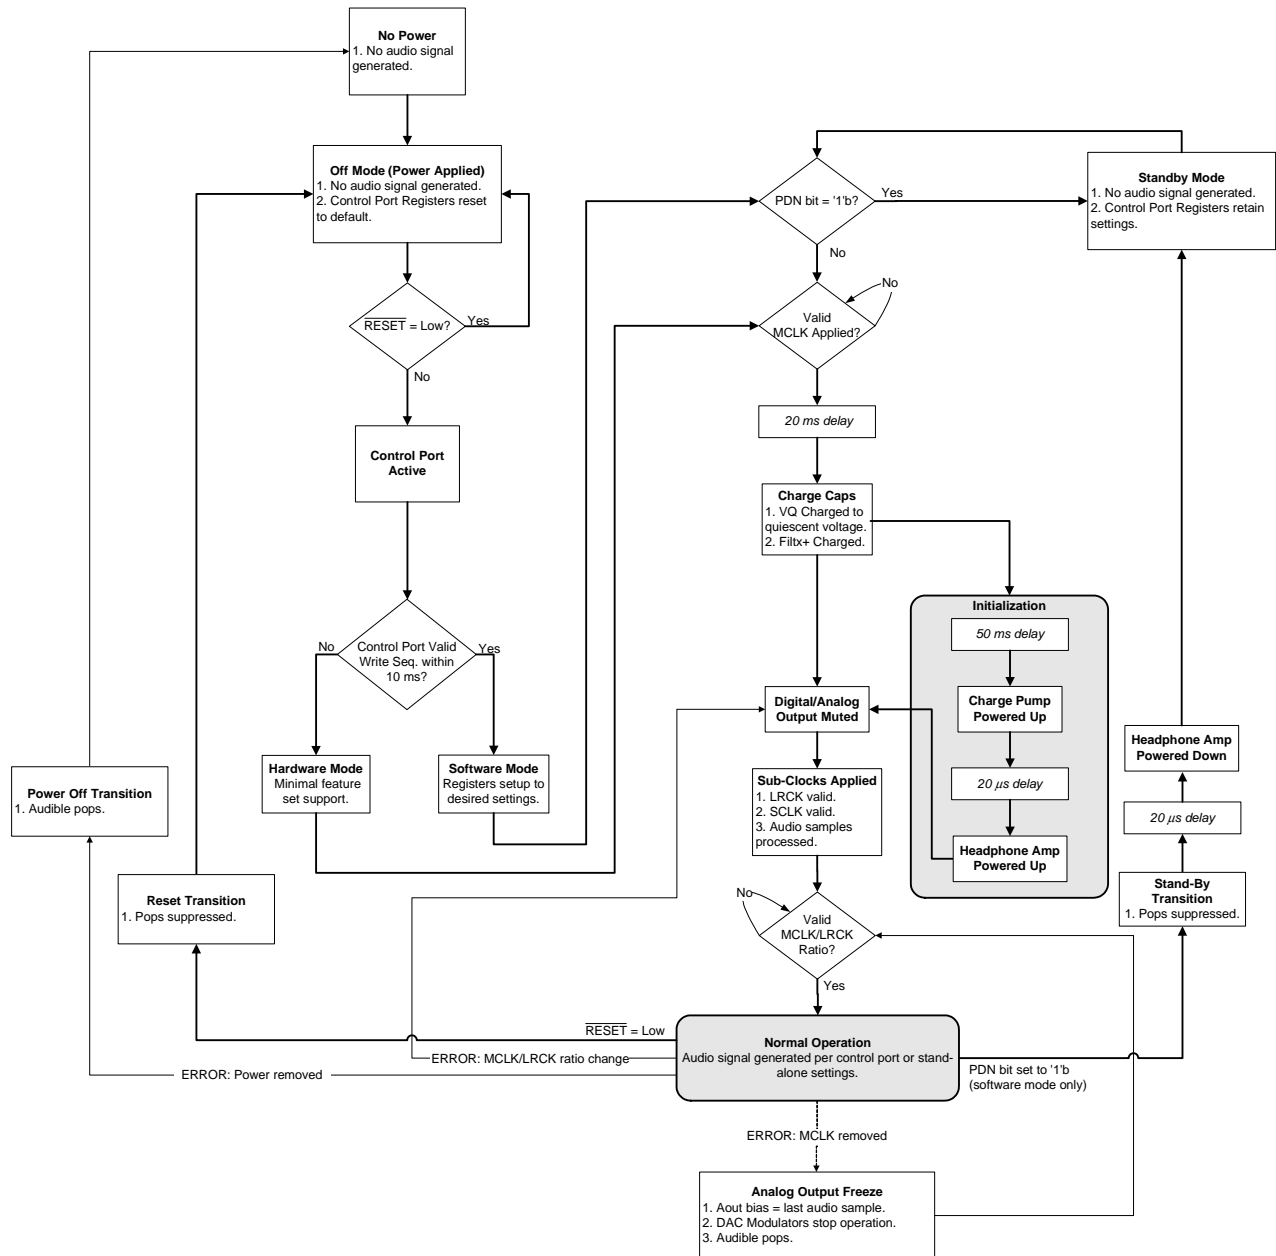 No Power
1. No audio signal
generated.
Off Mode (Power Applied)
1. No audio signal generated.
2. Control Port Registers reset
to default.
RESET = Low?
Yes
No
Control Port
Active
Control Port Valid
Write Seq. within
10 ms?
No
Yes
Hardware Mode
Minimal feature
set support.
Software Mode
Registers setup to
desired settings.
Power Off Transition
1. Audible pops.
Reset Transition
1. Pops suppressed.
PDN bit = '1'b?
Yes
No
Standby Mode
1. No audio signal generated.
2. Control Port Registers retain
settings.
Valid
MCLK Applied?
No
20 ms delay
Charge Caps
1. VQ Charged to
quiescent voltage.
2. Filtx+ Charged.
Initialization
50 ms delay
Charge Pump
Powered Up
20 μs delay
Headphone Amp
Powered Up
Digital/Analog
Output Muted
Sub-Clocks Applied
1. LRCK valid.
2. SCLK valid.
3. Audio samples
processed.
No
Valid
MCLK/LRCK
Ratio?
Yes
Headphone Amp
Powered Down
20 μs delay
Stand-By
Transition
1. Pops suppressed.
RESET = Low
ERROR: MCLK/LRCK ratio change
ERROR: Power removed
Normal Operation
Audio signal generated per control port or stand-
alone settings.
PDN bit set to '1'b
(software mode only)
ERROR: MCLK removed
Analog Output Freeze
1. Aout bias = last audio sample.
2. DAC Modulators stop operation.
3. Audible pops.